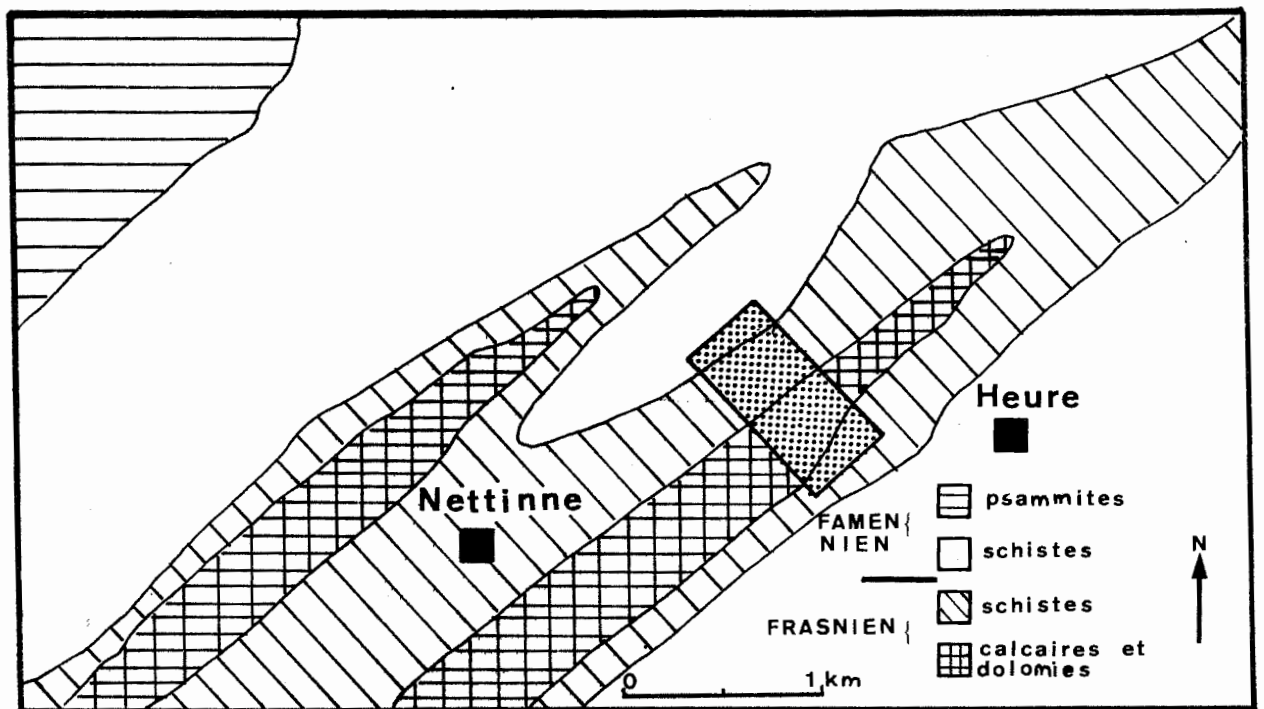 Heure
Nettinne
psammites
FAMEN
NIEN
schistes
N
schistes
FRASNIEN
calcaires et
dolomies
0 1 km